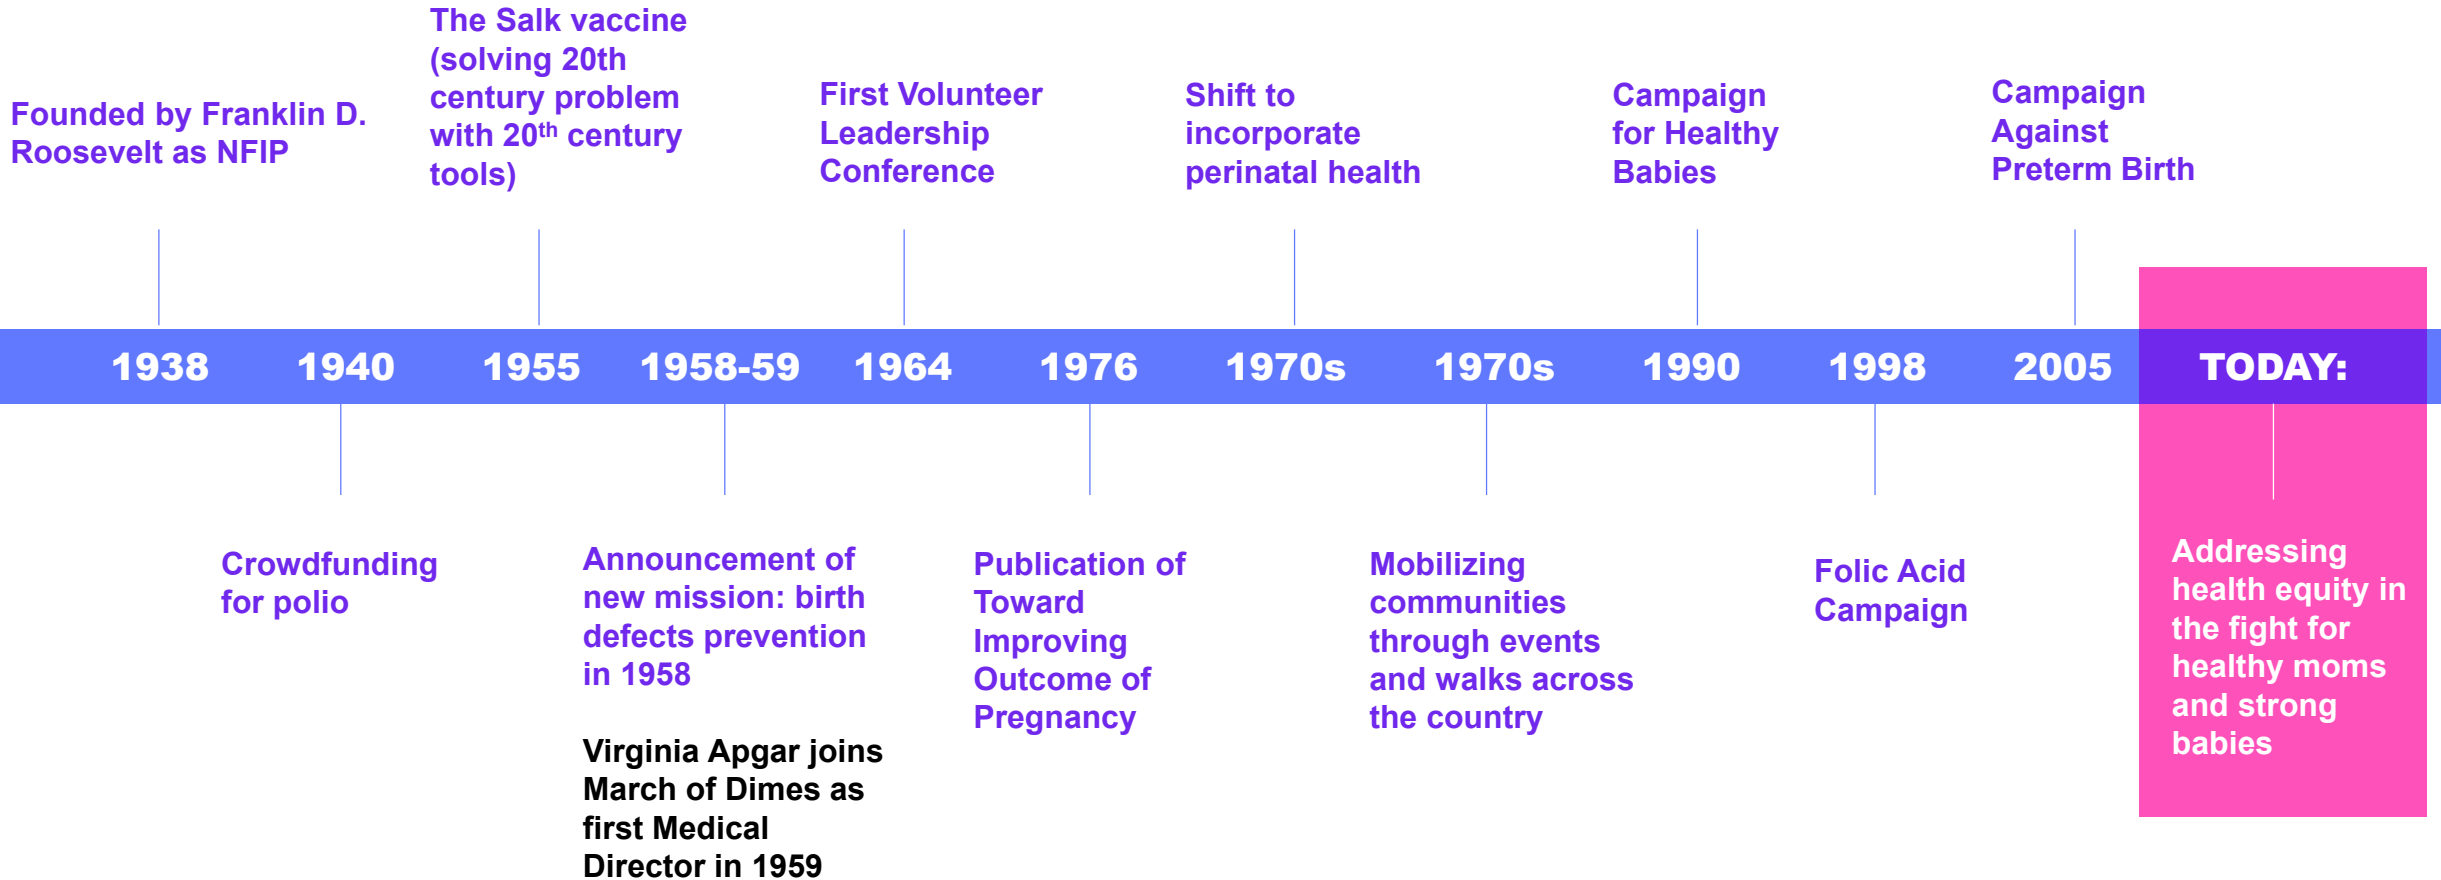 The Salk vaccine
(solving 20th
century problem
with 20th century
tools)
Founded by Franklin D.
Roosevelt as NFIP
First Volunteer
Leadership
Conference
Shift to
incorporate
perinatal health
Campaign
for Healthy
Babies
Campaign
Against
Preterm Birth
1938 1940 1955 1958-59 1964 1976 1970s 1970s 1990 1998 2005 TODAY:
Crowdfunding
for polio
Announcement of
new mission: birth
defects prevention
in 1958
Virginia Apgar joins
March of Dimes as
first Medical
Director in 1959
Publication of
Toward
Improving
Outcome of
Pregnancy
Mobilizing
communities
through events
and walks across
the country
Folic Acid
Campaign
Addressing
health equity in
the fight for
healthy moms
and strong
babies